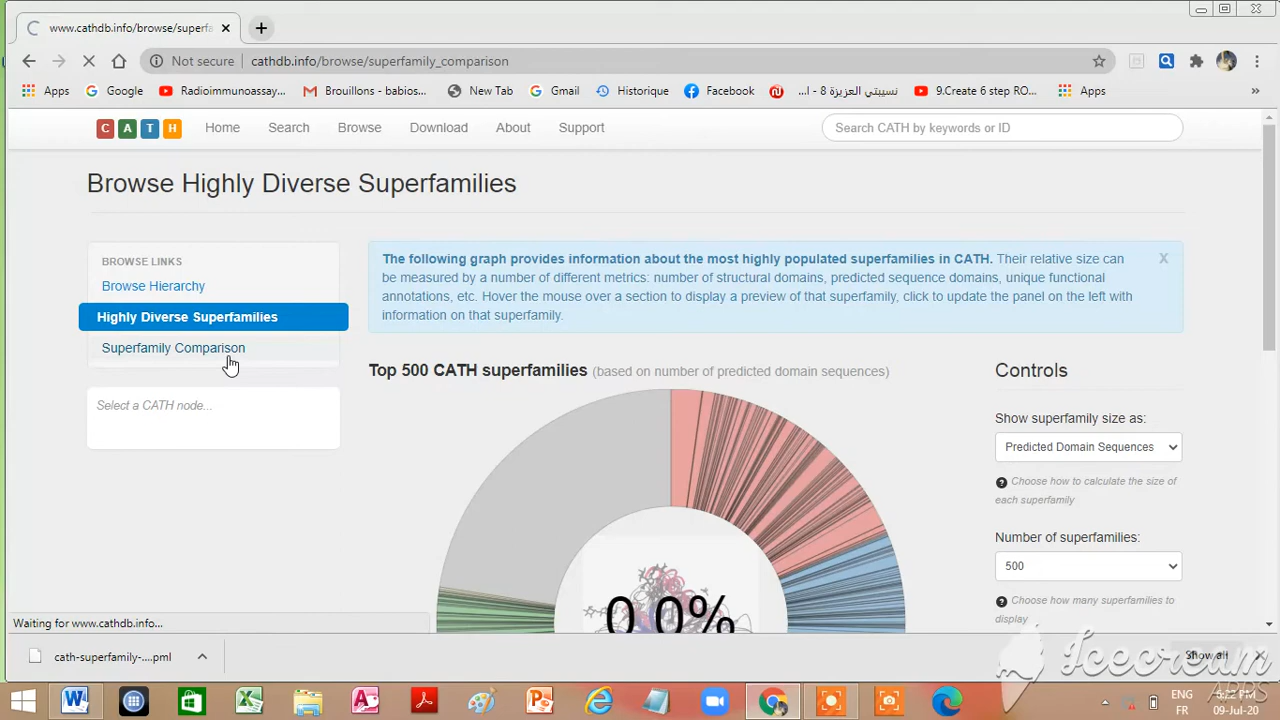 www.cathdb.info/browse/superfa
Not secure
cathdb.info/browse/superfamily_comparison
Apps
Google
Radioimmunoassay...
Brouillons - babios...
New Tab
Gmail
Historique
Facebook
نسيبتي العزيزة 8 - ا...
9.Create 6 step RO...
Apps
»
C A T H
Home
Search
Browse
Download
About
Support
Search CATH by keywords or ID
Browse Highly Diverse Superfamilies
BROWSE LINKS
Browse Hierarchy
Highly Diverse Superfamilies
Superfamily Comparison
Select a CATH node...
The following graph provides information about the most highly populated superfamilies in CATH. Their relative size can
be measured by a number of different metrics: number of structural domains, predicted sequence domains, unique functional
annotations, etc. Hover the mouse over a section to display a preview of that superfamily, click to update the panel on the left with
information on that superfamily.
X
Top 500 CATH superfamilies (based on number of predicted domain sequences)
0.0%
Controls
Show superfamily size as:
Predicted Domain Sequences
Choose how to calculate the size of
each superfamily
Number of superfamilies:
500
Choose how many superfamilies to
display
Waiting for www.cathdb.info...
cath-superfamily-....pml
Show all
Icecream
APPS
ENG
FR
09-Jul-20